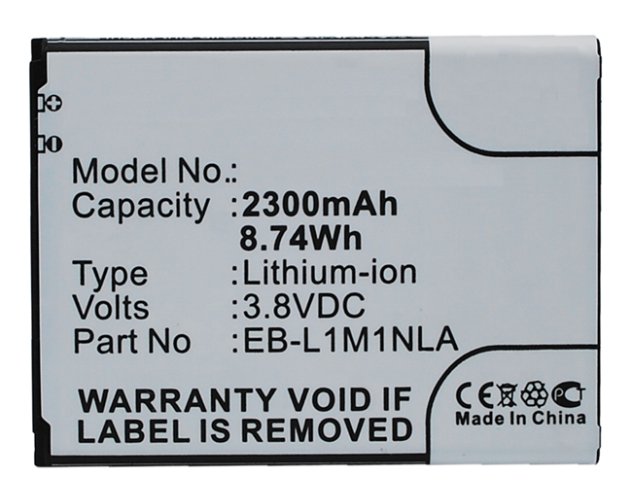 Model No.:
Capacity :2300mAh
8.74Wh
Type :Lithium-ion
Volts :3.8VDC
Part No :EB-L1M1NLA
WARRANTY VOID IF
LABEL IS REMOVED.
CE
Made In China